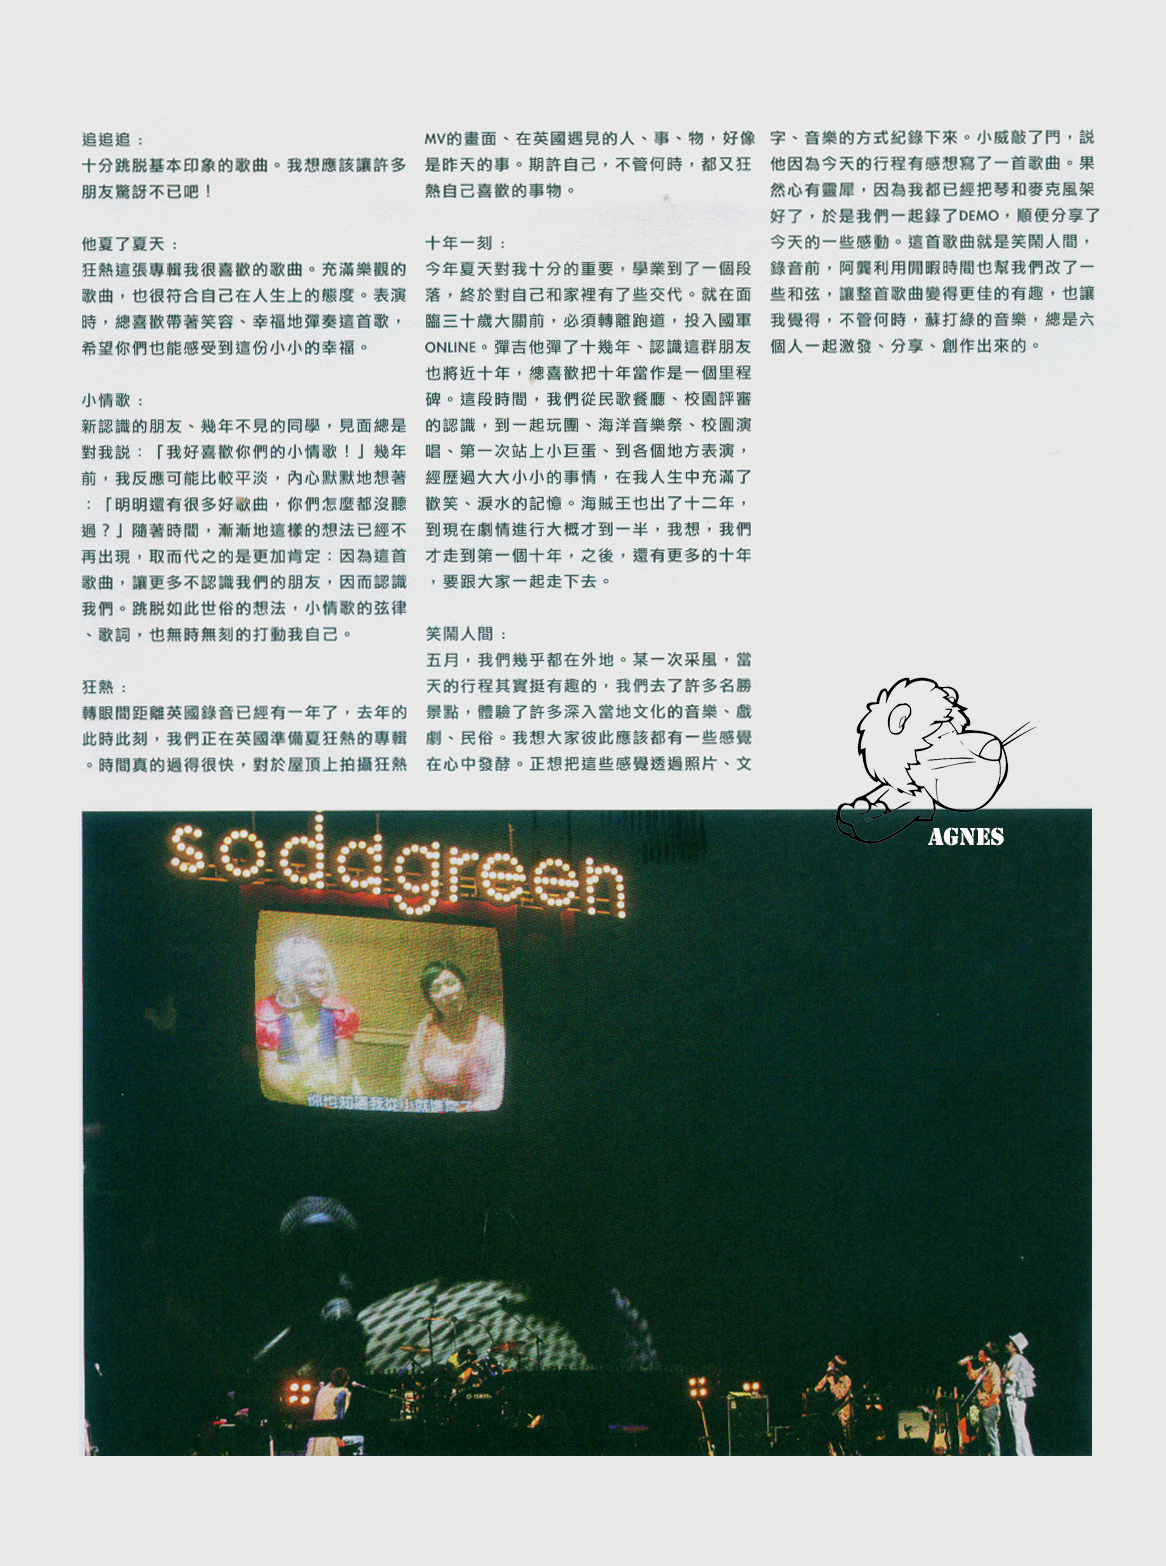 追追追：
十分跳脫基本印象的歌曲。我想應該讓許多
朋友驚訝不已吧！
他夏了夏天：
狂熱這張專輯我很喜歡的歌曲。充滿樂觀的
歌曲，也很符合自己在人生上的態度。表演
時，總喜歡帶著笑容、幸福地彈奏這首歌，
希望你們也能感受到這份小小的幸福。
小情歌：
新認識的朋友、幾年不見的同學，見面總是
對我說：「我好喜歡你們的小情歌！」幾年
前，我反應可能比較平淡，內心默默地想著
：「明明還有很多好歌曲，你們怎麼都沒聽
過？」隨著時間，漸漸地這樣的想法已經不
再出現，取而代之的是更加肯定：因為這首
歌曲，讓更多不認識我們的朋友，因而認識
我們。跳脫如此世俗的想法，小情歌的弦律
、歌詞，也無時無刻的打動我自己。
狂熱：
轉眼間距離英國錄音已經有一年了，去年的
此時此刻，我們正在英國準備夏狂熱的專輯
。時間真的過得很快，對於屋頂上拍攝狂熱
MV的畫面、在英國遇見的人、事、物，好像
是昨天的事。期許自己，不管何時，都又狂
熱自己喜歡的事物。
十年一刻：
今年夏天對我十分的重要，學業到了一個段
落，終於對自己和家裡有了些交代。就在面
臨三十歲大關前，必須轉離跑道，投入國軍
ONLINE。彈吉他彈了十幾年、認識這群朋友
也將近十年，總喜歡把十年當作是一個里程
碑。這段時間，我們從民歌餐廳、校園評審
的認識，到一起玩團、海洋音樂祭、校園演
唱、第一次站上小巨蛋、到各個地方表演，
經歷過大大小小的事情，在我人生中充滿了
歡笑、淚水的記憶。海賊王也出了十二年，
到現在劇情進行大概才到一半，我想，我們
才走到第一個十年，之後，還有更多的十年
，要跟大家一起走下去。
笑鬧人間：
五月，我們幾乎都在外地。某一次采風，當
天的行程其實挺有趣的，我們去了許多名勝
景點，體驗了許多深入當地文化的音樂、戲
劇、民俗。我想大家彼此應該都有一些感覺
在心中發酵。正想把這些感覺透過照片、文
字、音樂的方式紀錄下來。小威敲了門，說
他因為今天的行程有感想寫了一首歌曲。果
然心有靈犀，因為我都已經把琴和麥克風架
好了，於是我們一起錄了DEMO，順便分享了
今天的一些感動。這首歌曲就是笑鬧人間，
錄音前，阿龔利用閒暇時間也幫我們改了一
些和弦，讓整首歌曲變得更佳的有趣，也讓
我覺得，不管何時，蘇打綠的音樂，總是六
個人一起激發、分享、創作出來的。
AGNES
sodagreen
你也知道我從小就